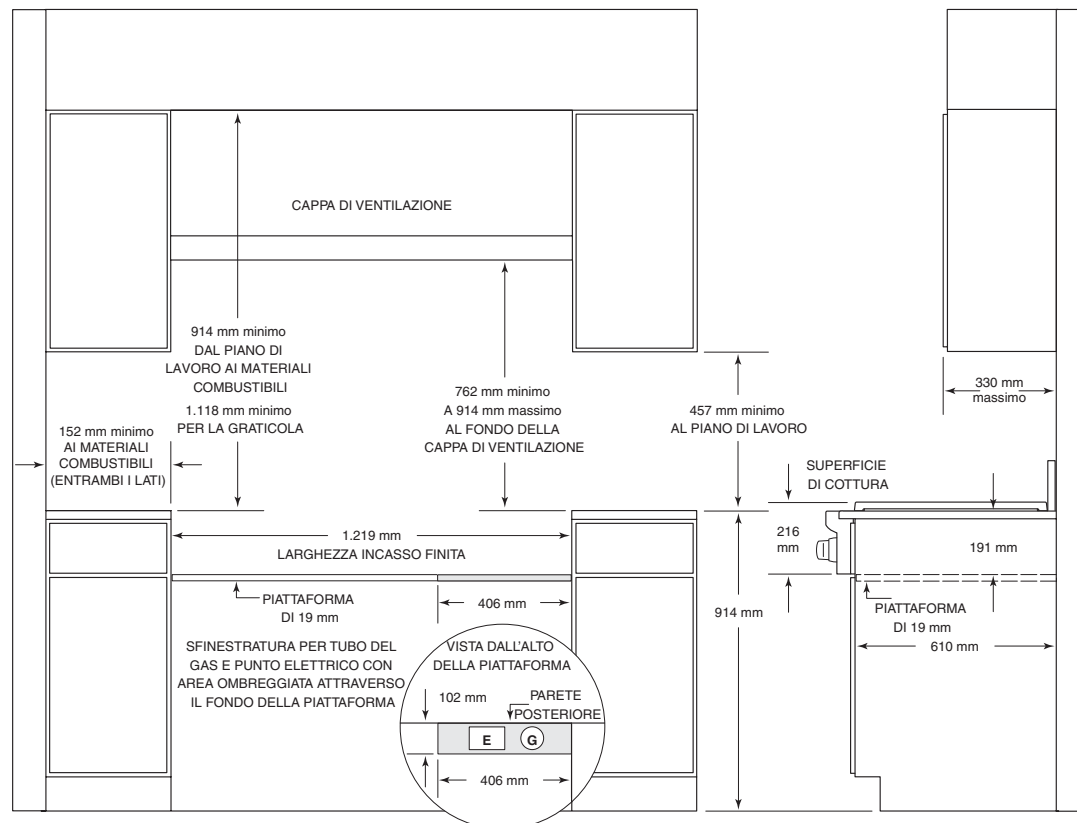 CAPPA DI VENTILAZIONE
914 mm minimo
DAL PIANO DI
LAVORO AI MATERIALI
COMBUSTIBILI
1.118 mm minimo
PER LA GRATICOLA
762 mm minimo
A 914 mm massimo
AL FONDO DELLA
CAPPA DI VENTILAZIONE
457 mm minimo
AL PIANO DI LAVORO
330 mm
massimo
152 mm minimo
AI MATERIALI
COMBUSTIBILI
(ENTRAMBI I LATI)
SUPERFICIE
DI COTTURA
1.219 mm
LARGHEZZA INCASSO FINITA
216
mm
191 mm
PIATTAFORMA
DI 19 mm
406 mm
914 mm
PIATTAFORMA
DI 19 mm
610 mm
SFINESTRATURA PER TUBO DEL
GAS E PUNTO ELETTRICO CON
AREA OMBREGGIATA ATTRAVERSO
IL FONDO DELLA PIATTAFORMA
VISTA DALL'ALTO
DELLA PIATTAFORMA
102 mm
PARETE
POSTERIORE
E
G
406 mm